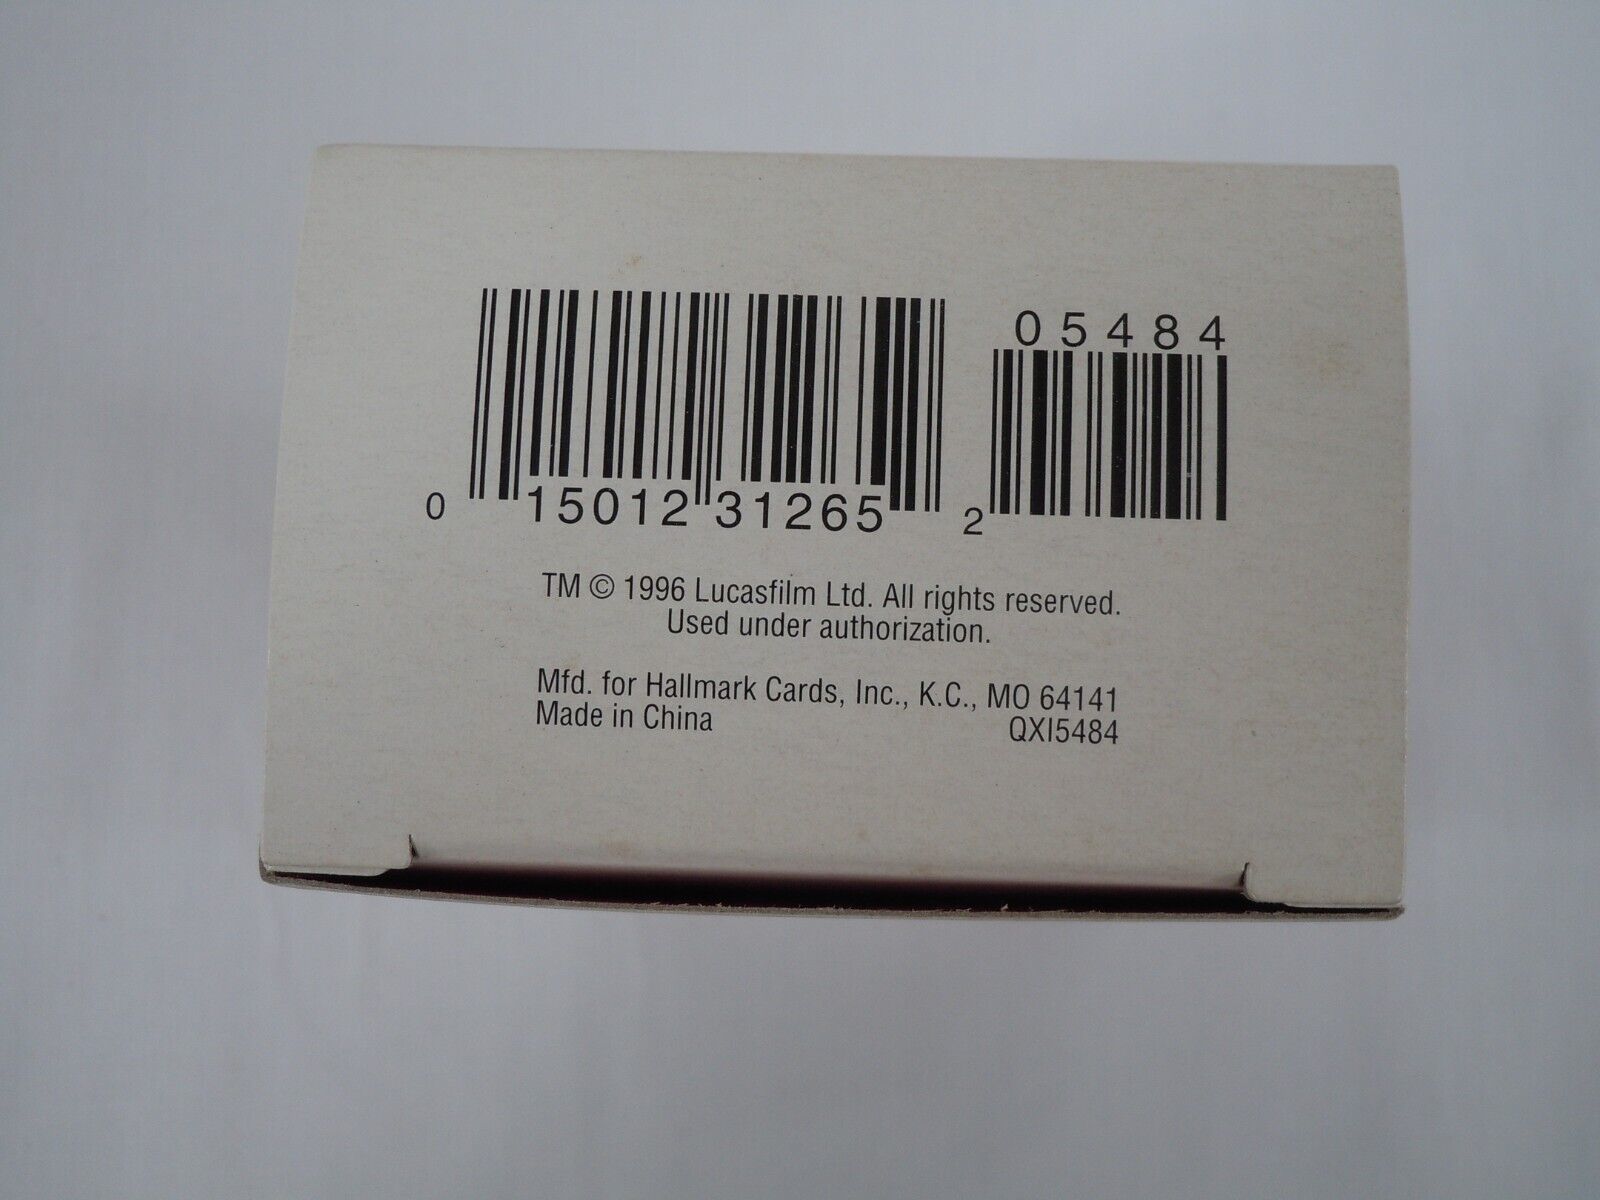 05484
0 15012 31265 2
TM © 1996 Lucasfilm Ltd. All rights reserved.
Used under authorization.
Mfd. for Hallmark Cards, Inc., K.C., MO 64141
Made in China QXI5484